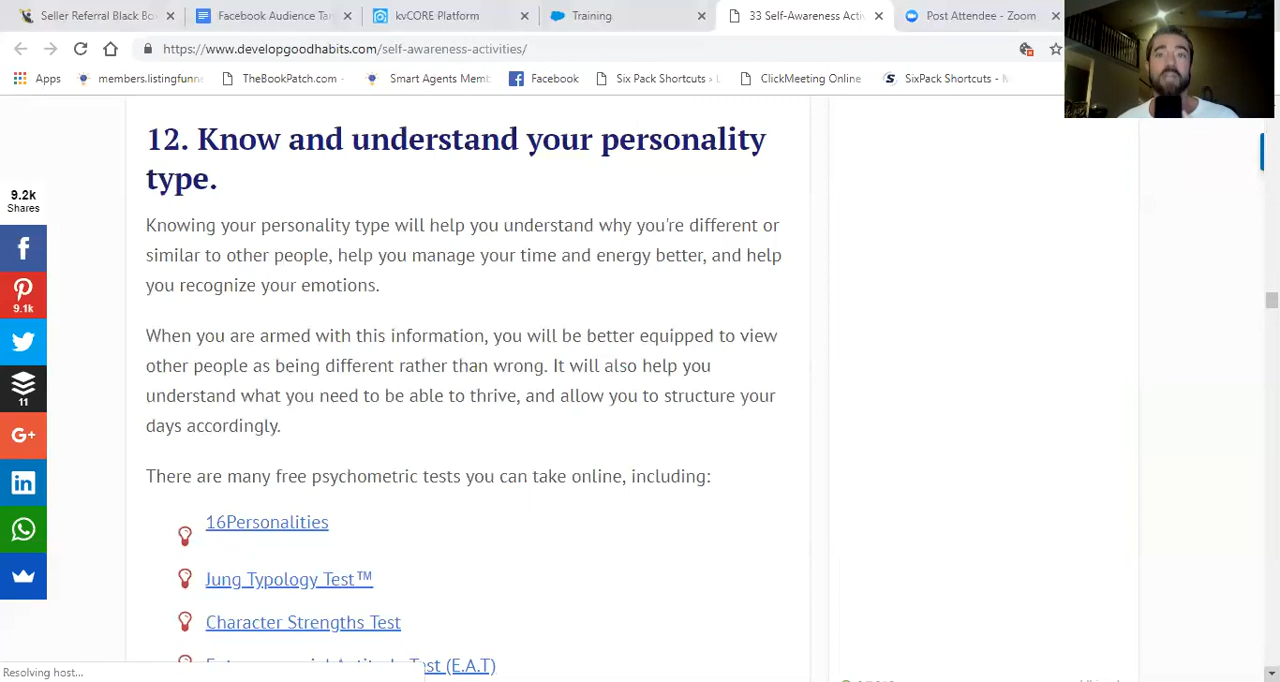 Seller Referral Black Bo
Facebook Audience Ta
kvCORE Platform
Training
33 Self-Awareness Activ
Post Attendee - Zoom
https://www.developgoodhabits.com/self-awareness-activities/
Apps
members.listingfunn
TheBookPatch.com -
Smart Agents Memb
Facebook
Six Pack Shortcuts ›
ClickMeeting Online
SixPack Shortcuts -
12. Know and understand your personality
type.
9.2k
Shares
Knowing your personality type will help you understand why you're different or
similar to other people, help you manage your time and energy better, and help
you recognize your emotions.
9.1k
When you are armed with this information, you will be better equipped to view
other people as being different rather than wrong. It will also help you
understand what you need to be able to thrive, and allow you to structure your
days accordingly.
11
G+
There are many free psychometric tests you can take online, including:
16Personalities
Jung Typology Test™
Character Strengths Test
st (E.A.T)
Resolving host...